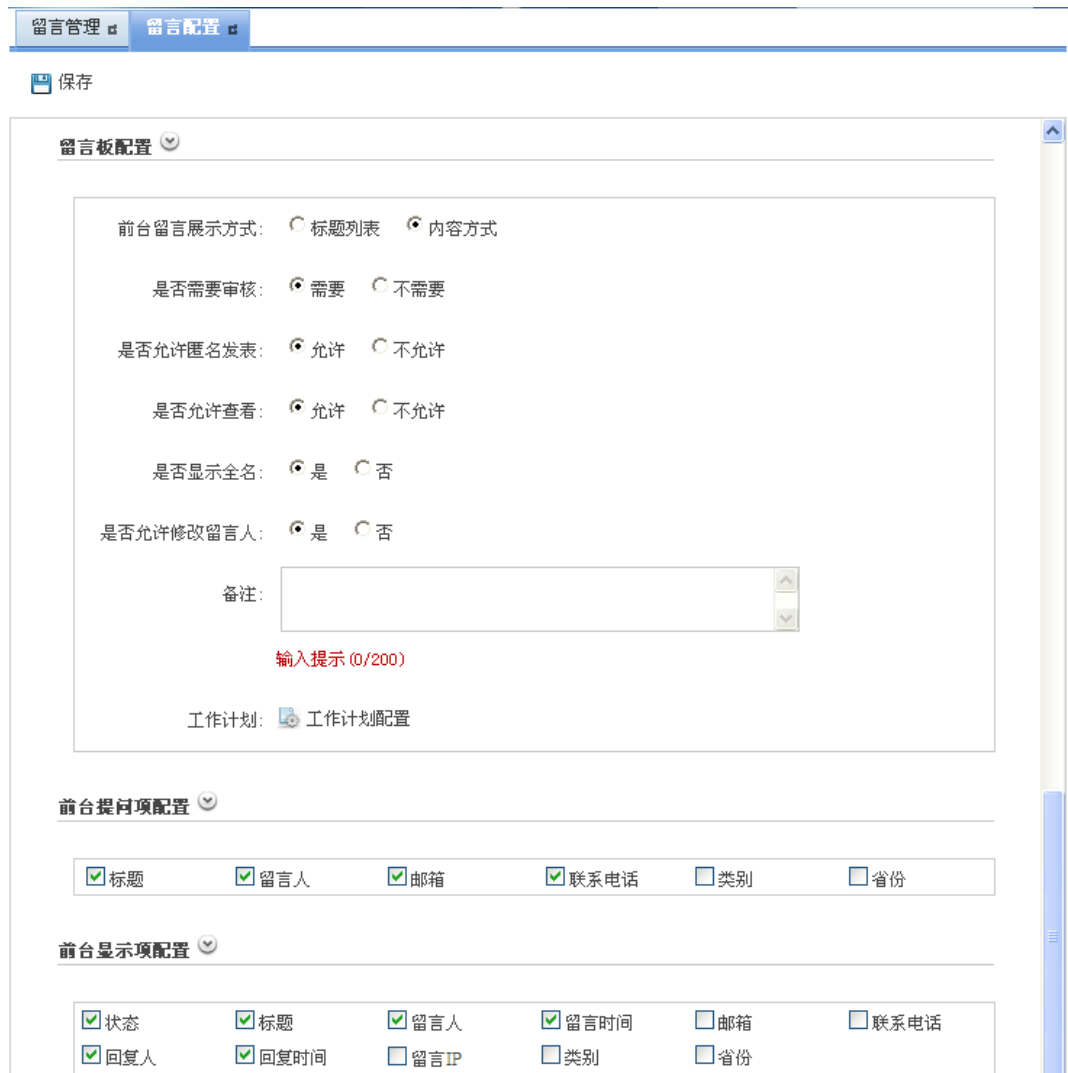 留言管理 留言配置
保存
留言板配置
前台留言展示方式: 标题列表 内容方式
是否需要审核: 需要 不需要
是否允许匿名发表: 允许 不允许
是否允许查看: 允许 不允许
是否显示全名: 是 否
是否允许修改留言人: 是 否
备注:
输入提示(0/200)
工作计划: 工作计划配置
前台提问项配置
标题 留言人 邮箱 联系电话 类别 省份
前台显示项配置
状态 标题 留言人 留言时间 邮箱 联系电话
回复人 回复时间 留言IP 类别 省份